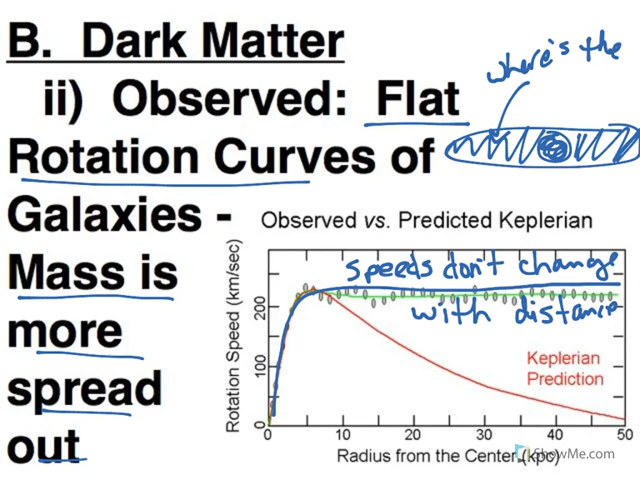 B. Dark Matter
ii) Observed: Flat
Rotation Curves of
Galaxies -
Mass is
more
spread
out
where's the
Observed vs. Predicted Keplerian
speeds don't change
with distance
Keplerian
Prediction
Rotation Speed (km/sec)
200
100
0
0
10
20
30
40
50
Radius from the Center (kpc)
ShowMe.com